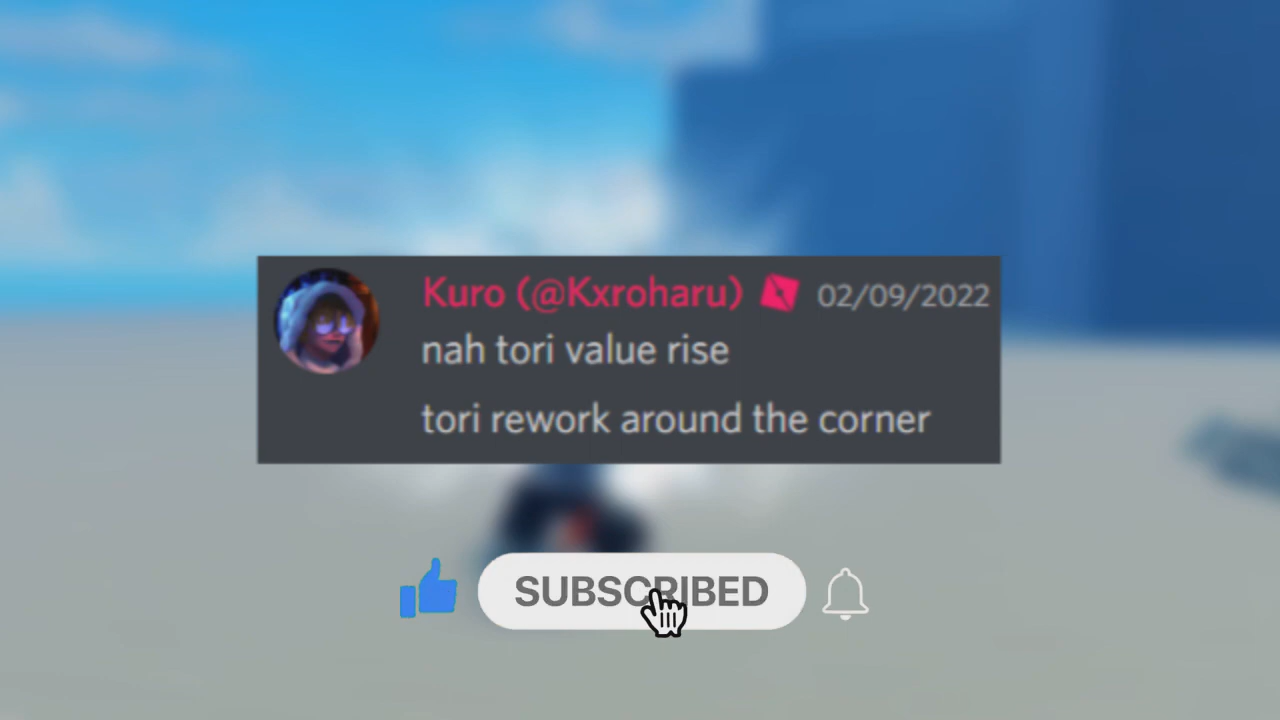 Kuro (@Kxroharu) 02/09/2022
nah tori value rise
tori rework around the corner
SUBSCRIBED